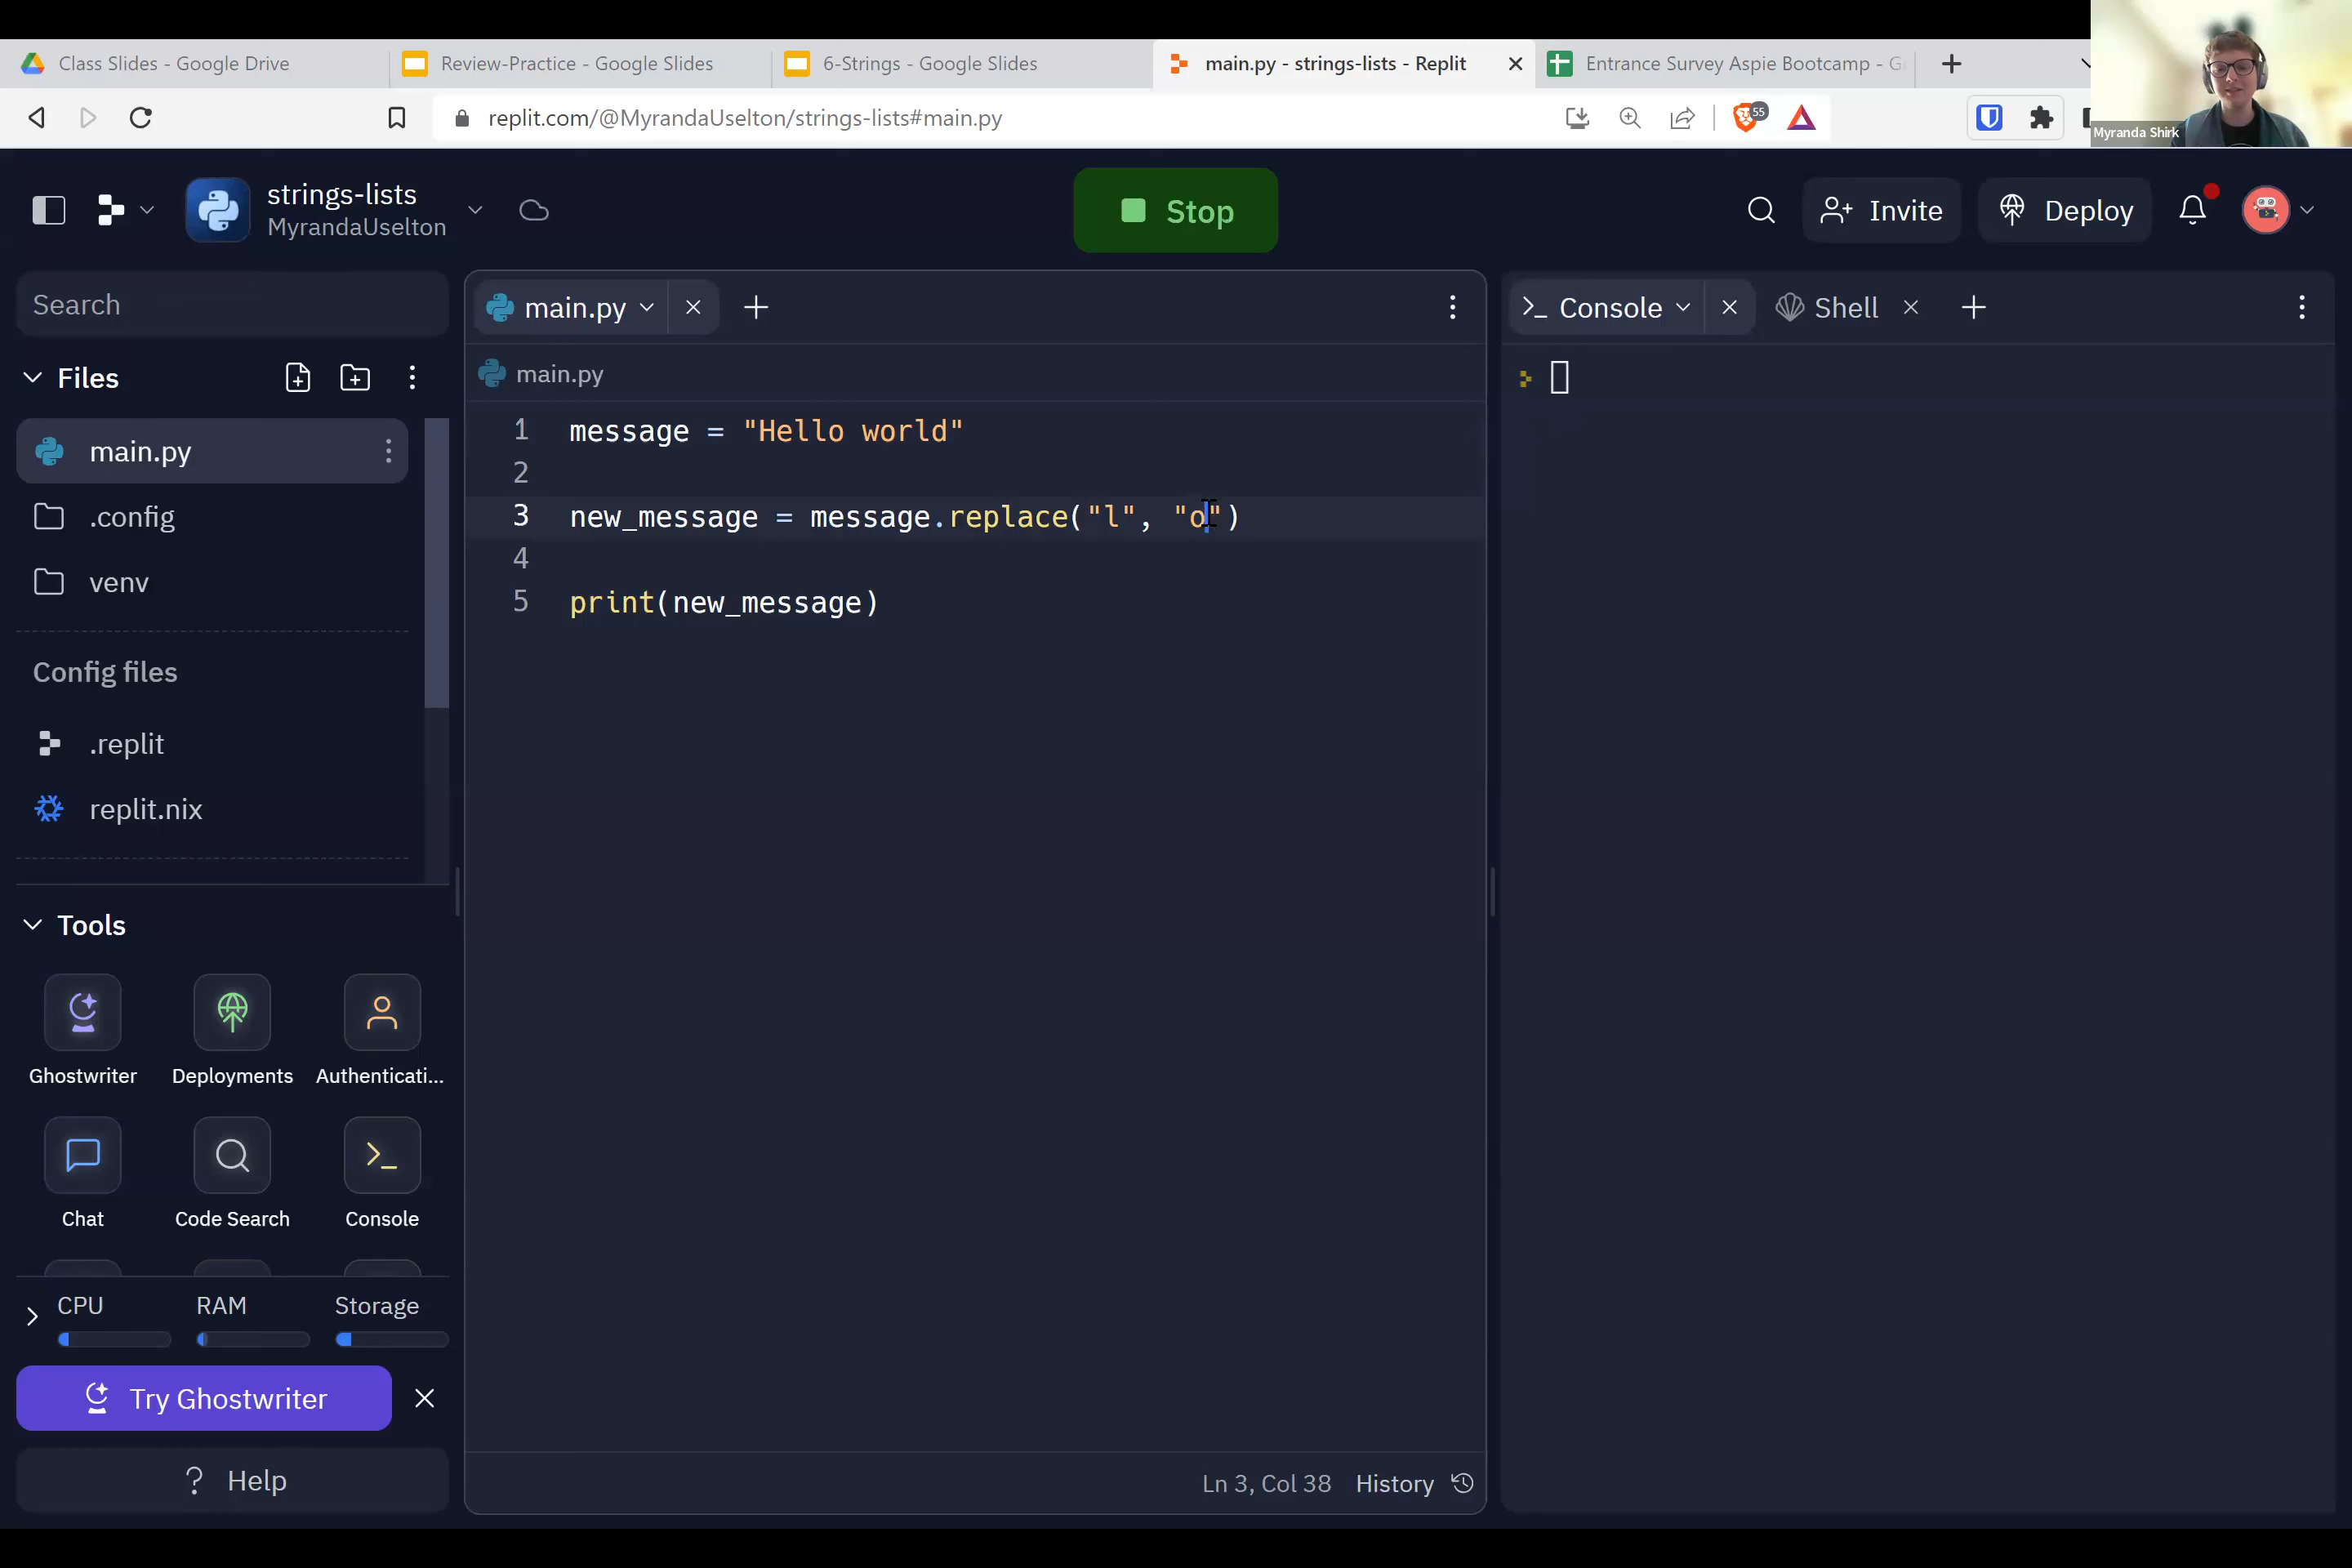 Class Slides - Google Drive
Review-Practice - Google Slides
6-Strings - Google Slides
main.py - strings-lists - Replit
Entrance Survey Aspie Bootcamp - G
replit.com/@MyrandaUselton/strings-lists#main.py
55
Myranda Shirk
strings-lists
MyrandaUselton
Stop
Invite
Deploy
Search
Files
main.py
.config
venv
Config files
.replit
replit.nix
Tools
Ghostwriter
Deployments
Authenticati...
Chat
Code Search
Console
CPU
RAM
Storage
Try Ghostwriter
Help
main.py
main.py
1 message = "Hello world"
2
3 new_message = message.replace("l", "o")
4
5 print(new_message)
Ln 3, Col 38
History
Console
Shell